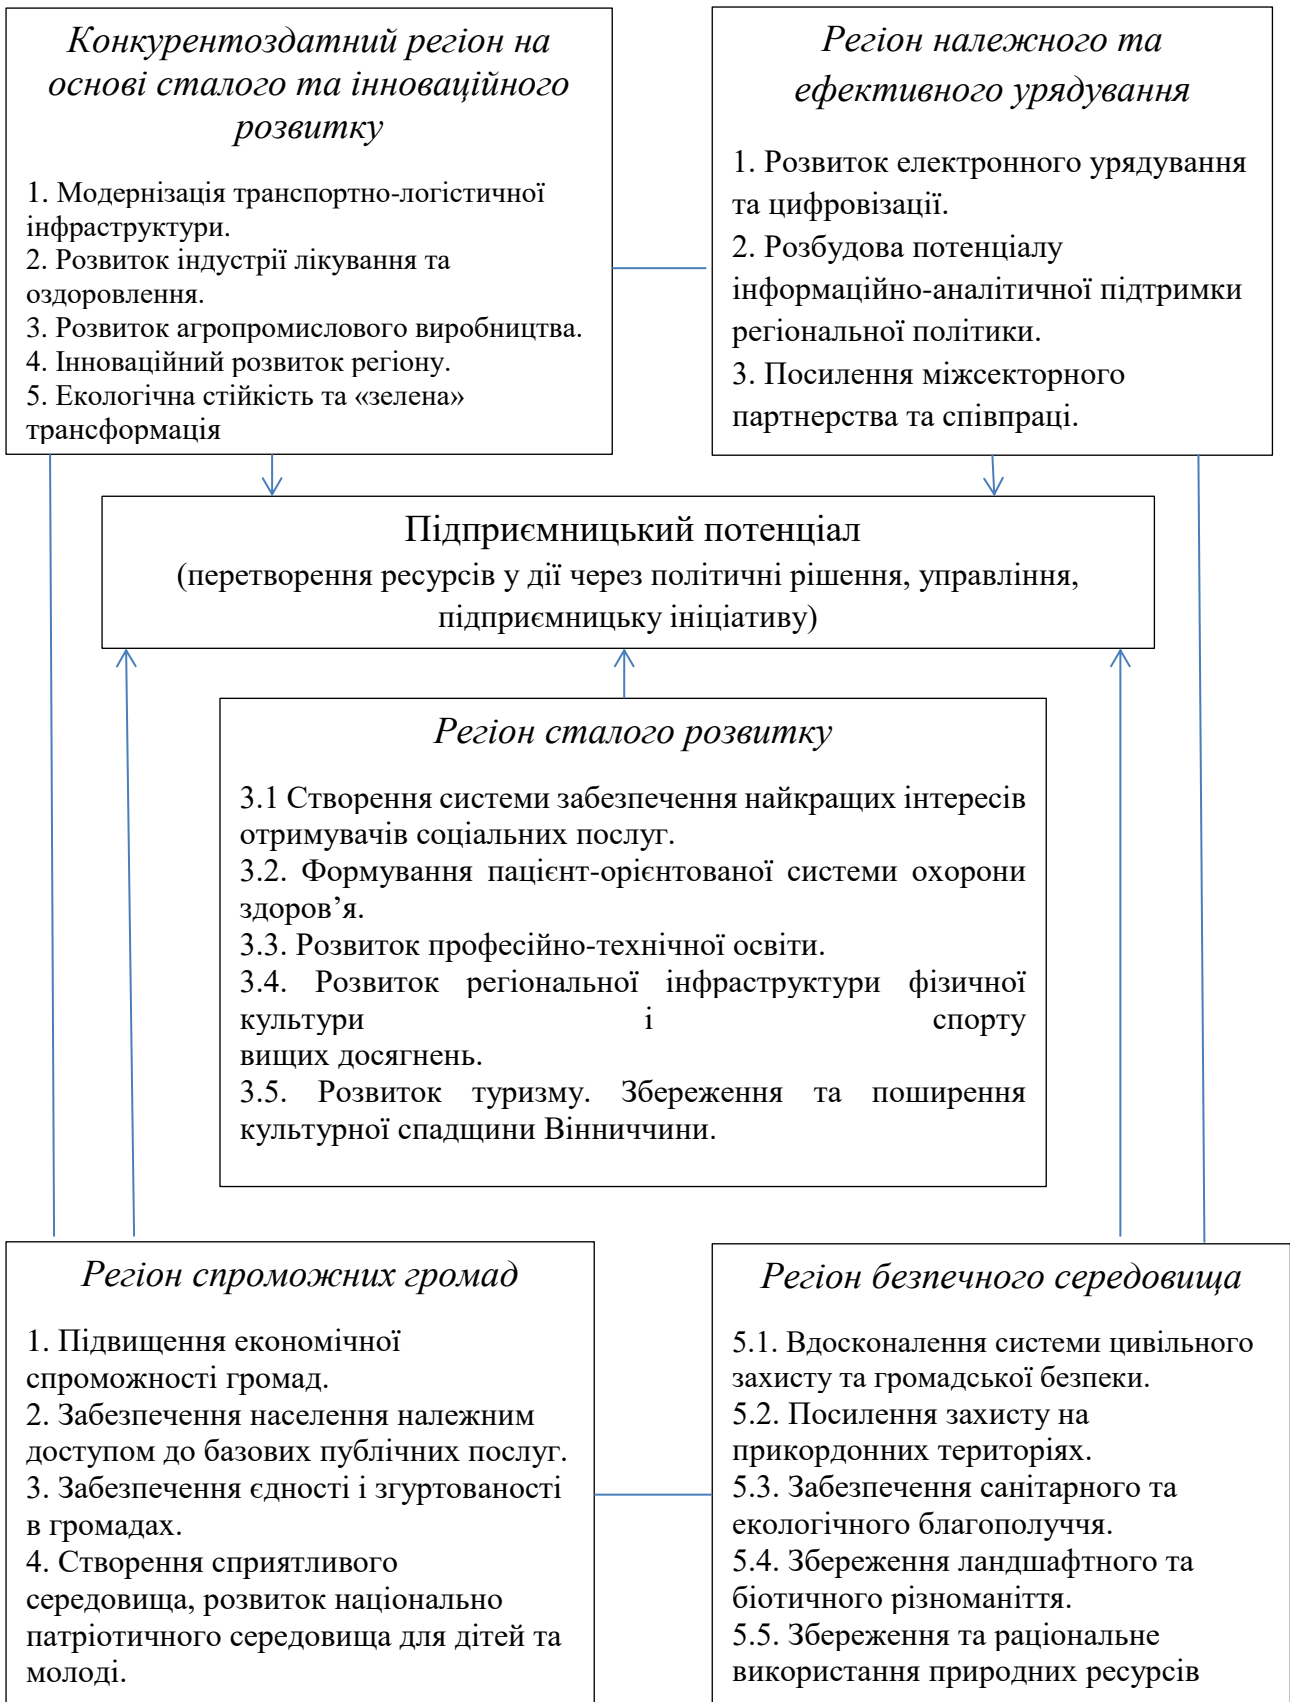 Конкурентоздатний регіон на
основі сталого та інноваційного
розвитку
1. Модернізація транспортно-логістичної
інфраструктури.
2. Розвиток індустрії лікування та
оздоровлення.
3. Розвиток агропромислового виробництва.
4. Інноваційний розвиток регіону.
5. Екологічна стійкість та «зелена»
трансформація
Регіон належного та
ефективного урядування
1. Розвиток електронного урядування
та цифровізації.
2. Розбудова потенціалу
інформаційно-аналітичної підтримки
регіональної політики.
3. Посилення міжсекторного
партнерства та співпраці.
Підприємницький потенціал
(перетворення ресурсів у дії через політичні рішення, управління,
підприємницьку ініціативу)
Регіон сталого розвитку
3.1 Створення системи забезпечення найкращих інтересів
отримувачів соціальних послуг.
3.2. Формування пацієнт-орієнтованої системи охорони
здоров’я.
3.3. Розвиток професійно-технічної освіти.
3.4. Розвиток регіональної інфраструктури фізичної
культури і спорту
вищих досягнень.
3.5. Розвиток туризму. Збереження та поширення
культурної спадщини Вінниччини.
Регіон спроможних громад
1. Підвищення економічної
спроможності громад.
2. Забезпечення населення належним
доступом до базових публічних послуг.
3. Забезпечення єдності і згуртованості
в громадах.
4. Створення сприятливого
середовища, розвиток національно
патріотичного середовища для дітей та
молоді.
Регіон безпечного середовища
5.1. Вдосконалення системи цивільного
захисту та громадської безпеки.
5.2. Посилення захисту на
прикордонних територіях.
5.3. Забезпечення санітарного та
екологічного благополуччя.
5.4. Збереження ландшафтного та
біотичного різноманіття.
5.5. Збереження та раціональне
використання природних ресурсів